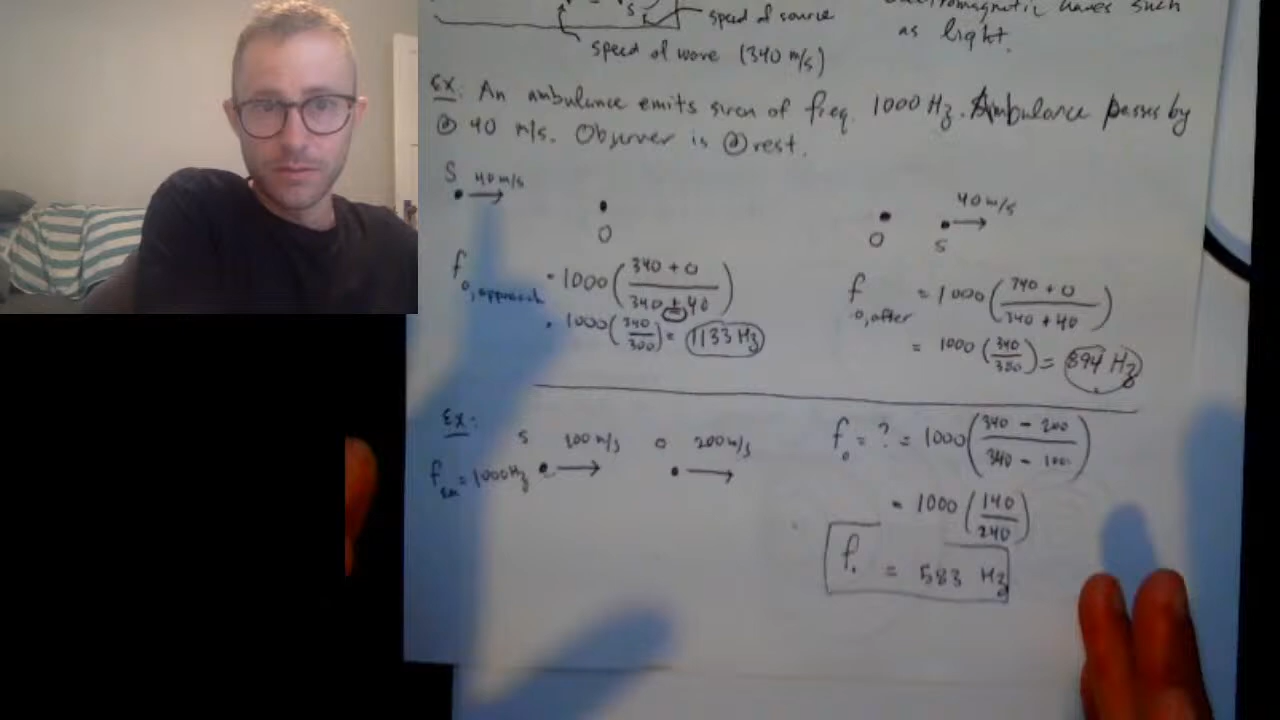 speed of source
electromagnetic waves such
as light.
speed of wave (340 m/s)
Ex: An ambulance emits siren of freq. 1000 Hz. Ambulance passes by
@ 40 m/s. Observer is @ rest.
S 40 m/s
O
f o, approach = 1000 (340 + 0 / 340 ± 40)
= 1000 (340 / 300) = 1133 Hz
40 m/s
O S
f o, after = 1000 (340 + 0 / 340 + 40)
= 1000 (340 / 380) = 894 Hz
Ex:
S 100 m/s O 200 m/s
= 1000 Hz
f o = ? = 1000 (340 - 200 / 340 - 100)
= 1000 (140 / 240)
f o = 583 Hz